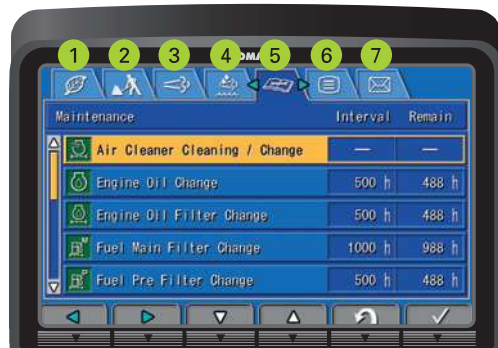 1 2 3 4 5 6 7
Maintenance Interval Remain
Air Cleaner Cleaning / Change — —
Engine Oil Change 500 h 488 h
Engine Oil Filter Change 500 h 488 h
Fuel Main Filter Change 1000 h 988 h
Fuel Pre Filter Change 500 h 488 h